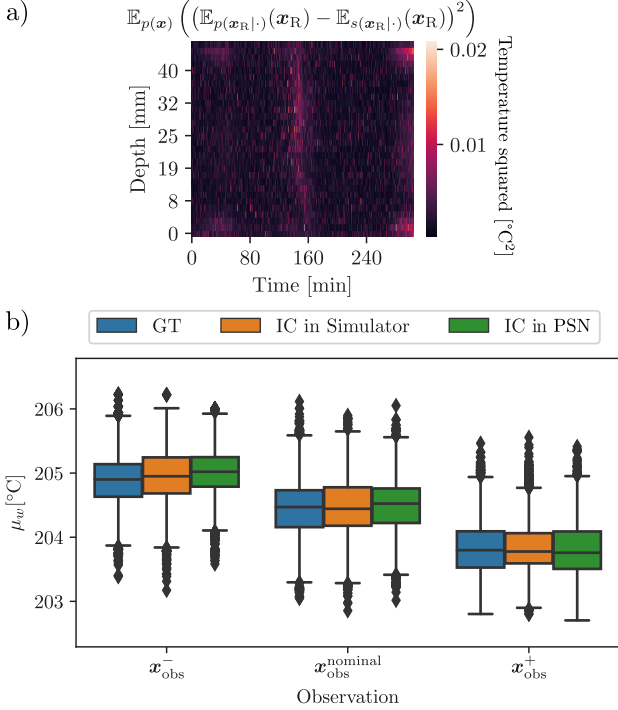 a)
𝔼_{p(x)} ((𝔼_{p(x_R|·)}(x_R) − 𝔼_{s(x_R|·)}(x_R))^2)
40
32
25
19
8
0
Depth [mm]
0 80 160 240
Time [min]
0.02
0.01
Temperature squared [°C²]
b)
GT IC in Simulator IC in PSN
206
205
204
203
μ_w[°C]
x_obs^− x_obs^nominal x_obs^+
Observation